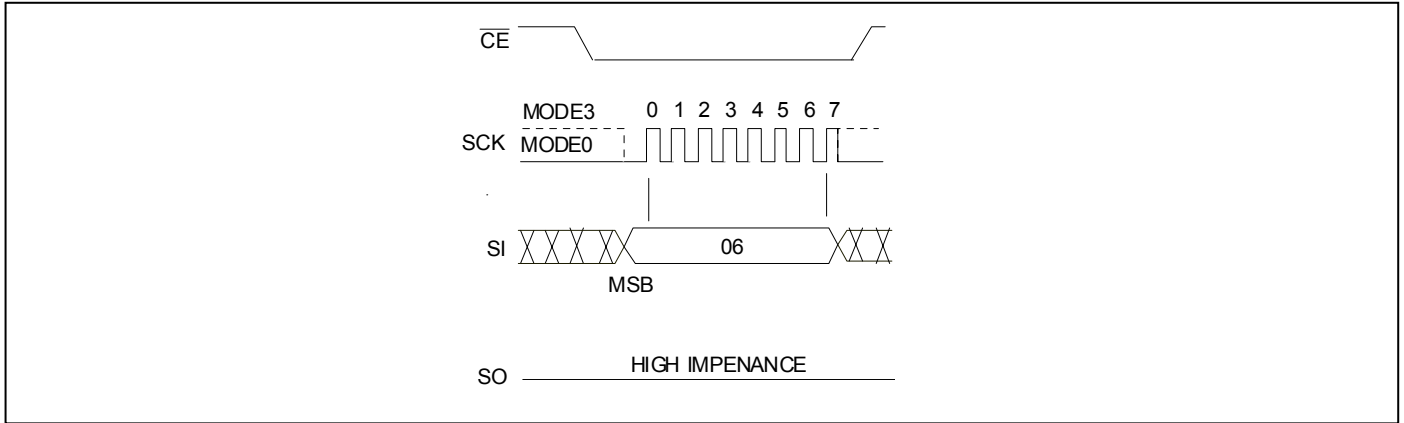 CE
MODE3 0 1 2 3 4 5 6 7
SCK MODE0
SI 06
MSB
HIGH IMPENANCE
SO